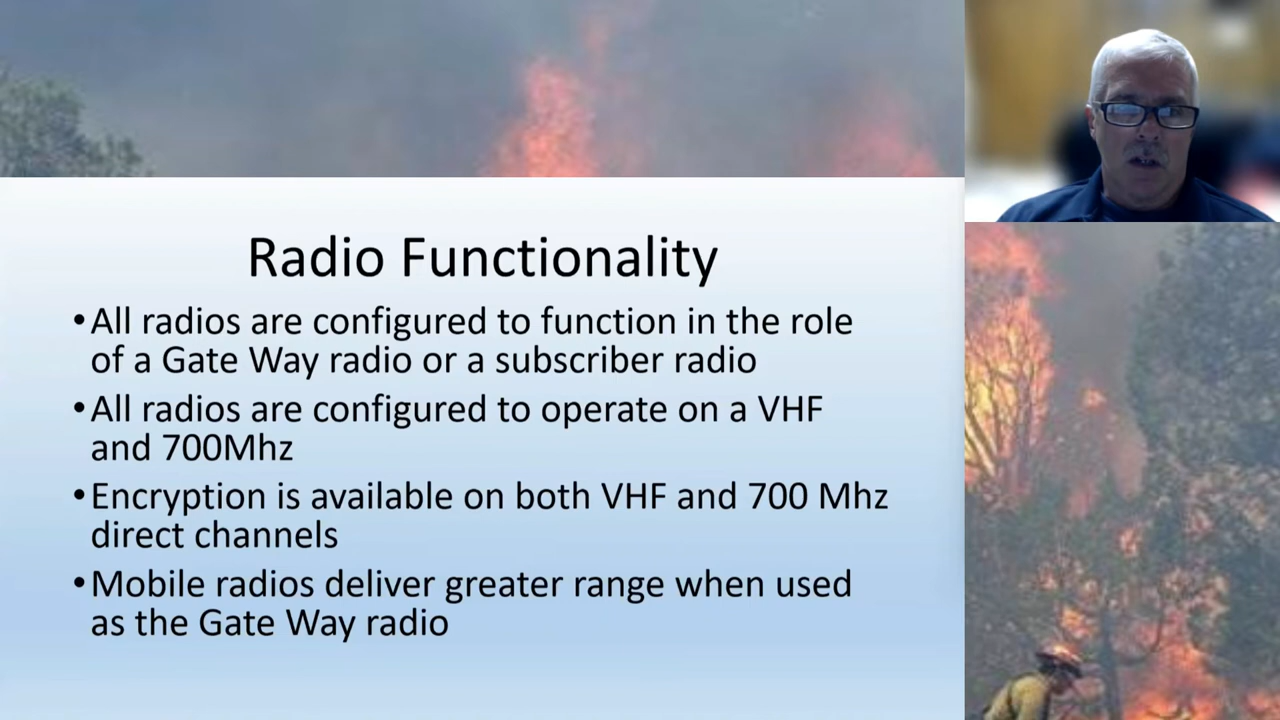 Radio Functionality
•All radios are configured to function in the role
of a Gate Way radio or a subscriber radio
•All radios are configured to operate on a VHF
and 700Mhz
•Encryption is available on both VHF and 700 Mhz
direct channels
•Mobile radios deliver greater range when used
as the Gate Way radio